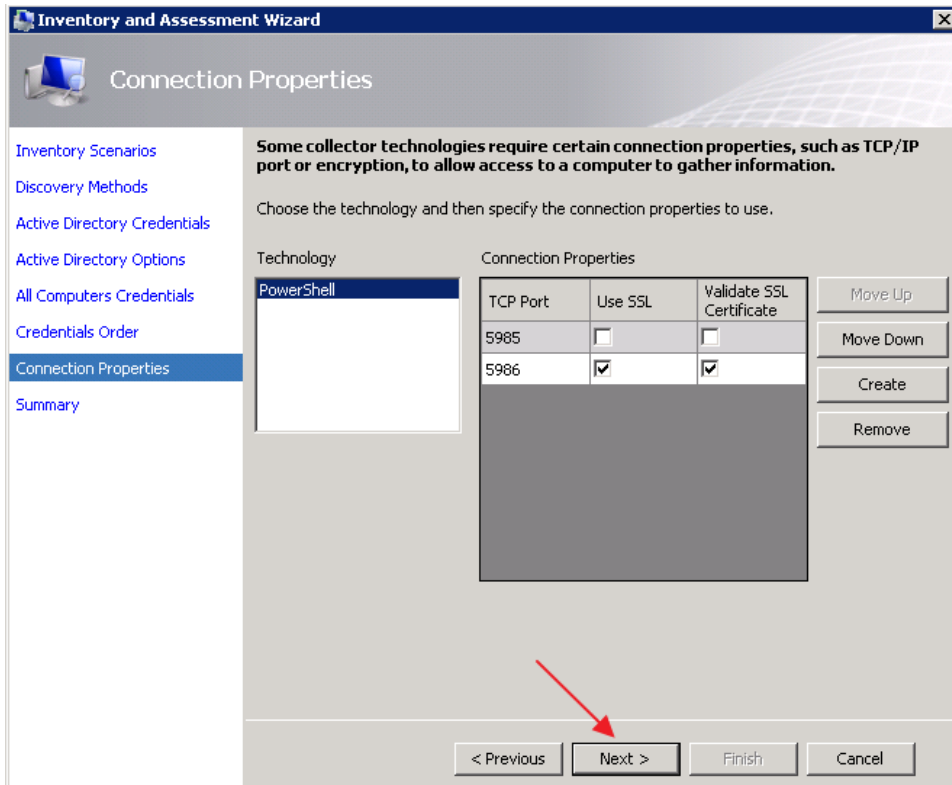 Inventory and Assessment Wizard
Connection Properties
Inventory Scenarios
Discovery Methods
Active Directory Credentials
Active Directory Options
All Computers Credentials
Credentials Order
Connection Properties
Summary
Some collector technologies require certain connection properties, such as TCP/IP
port or encryption, to allow access to a computer to gather information.
Choose the technology and then specify the connection properties to use.
Technology
PowerShell
Connection Properties
TCP Port Use SSL Validate SSL
Certificate
5985
5986
Move Up
Move Down
Create
Remove
< Previous Next > Finish Cancel